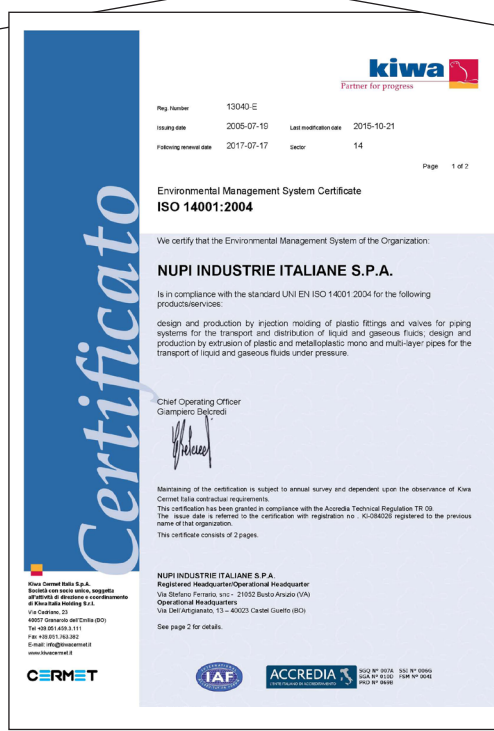 kiwa
Partner for progress
Reg. Number 13040-E
Issuing date 2005-07-19 Last modification date 2015-10-21
Following renewal date 2017-07-17 Sector 14
Page 1 of 2
Environmental Management System Certificate
ISO 14001:2004
We certify that the Environmental Management System of the Organization:
NUPI INDUSTRIE ITALIANE S.P.A.
Is in compliance with the standard UNI EN ISO 14001:2004 for the following
products/services:
design and production by injection molding of plastic fittings and valves for piping
systems for the transport and distribution of liquid and gaseous fluids; design and
production by extrusion of plastic and metalloplastic mono and multi-layer pipes for the
transport of liquid and gaseous fluids under pressure.
Certificato
Chief Operating Officer
Giampiero Belcredi
Maintaining of the certification is subject to annual survey and dependent upon the observance of Kiwa
Cermet Italia contractual requirements.
This certification has been granted in compliance with the Accredia Technical Regulation TR 09.
The issue date is referred to the certification with registration no . KI-084026 registered to the previous
name of that organization.
This certificate consists of 2 pages.
Kiwa Cermet Italia S.p.A.
Società con socio unico, soggetta
all'attività di direzione e coordinamento
di Kiwa Italia Holding S.r.l.
Via Cadriano, 23
40057 Granarolo dell'Emilia (BO)
Tel +39.051.459.3.111
Fax +39.051.763.382
E-mail: info@kiwacermet.it
www.kiwacermet.it
CERMET
NUPI INDUSTRIE ITALIANE S.P.A.
Registered Headquarter/Operational Headquarter
Via Stefano Ferrario, snc - 21052 Busto Arsizio (VA)
Operational Headquarters
Via Dell'Artigianato, 13 – 40023 Castel Guelfo (BO)
See page 2 for details.
IAF
ACCREDIA
L'ENTE ITALIANO DI ACCREDITAMENTO
SGQ N° 007A SSI N° 006G
SGA N° 010D FSM N° 004I
PRD N° 069B